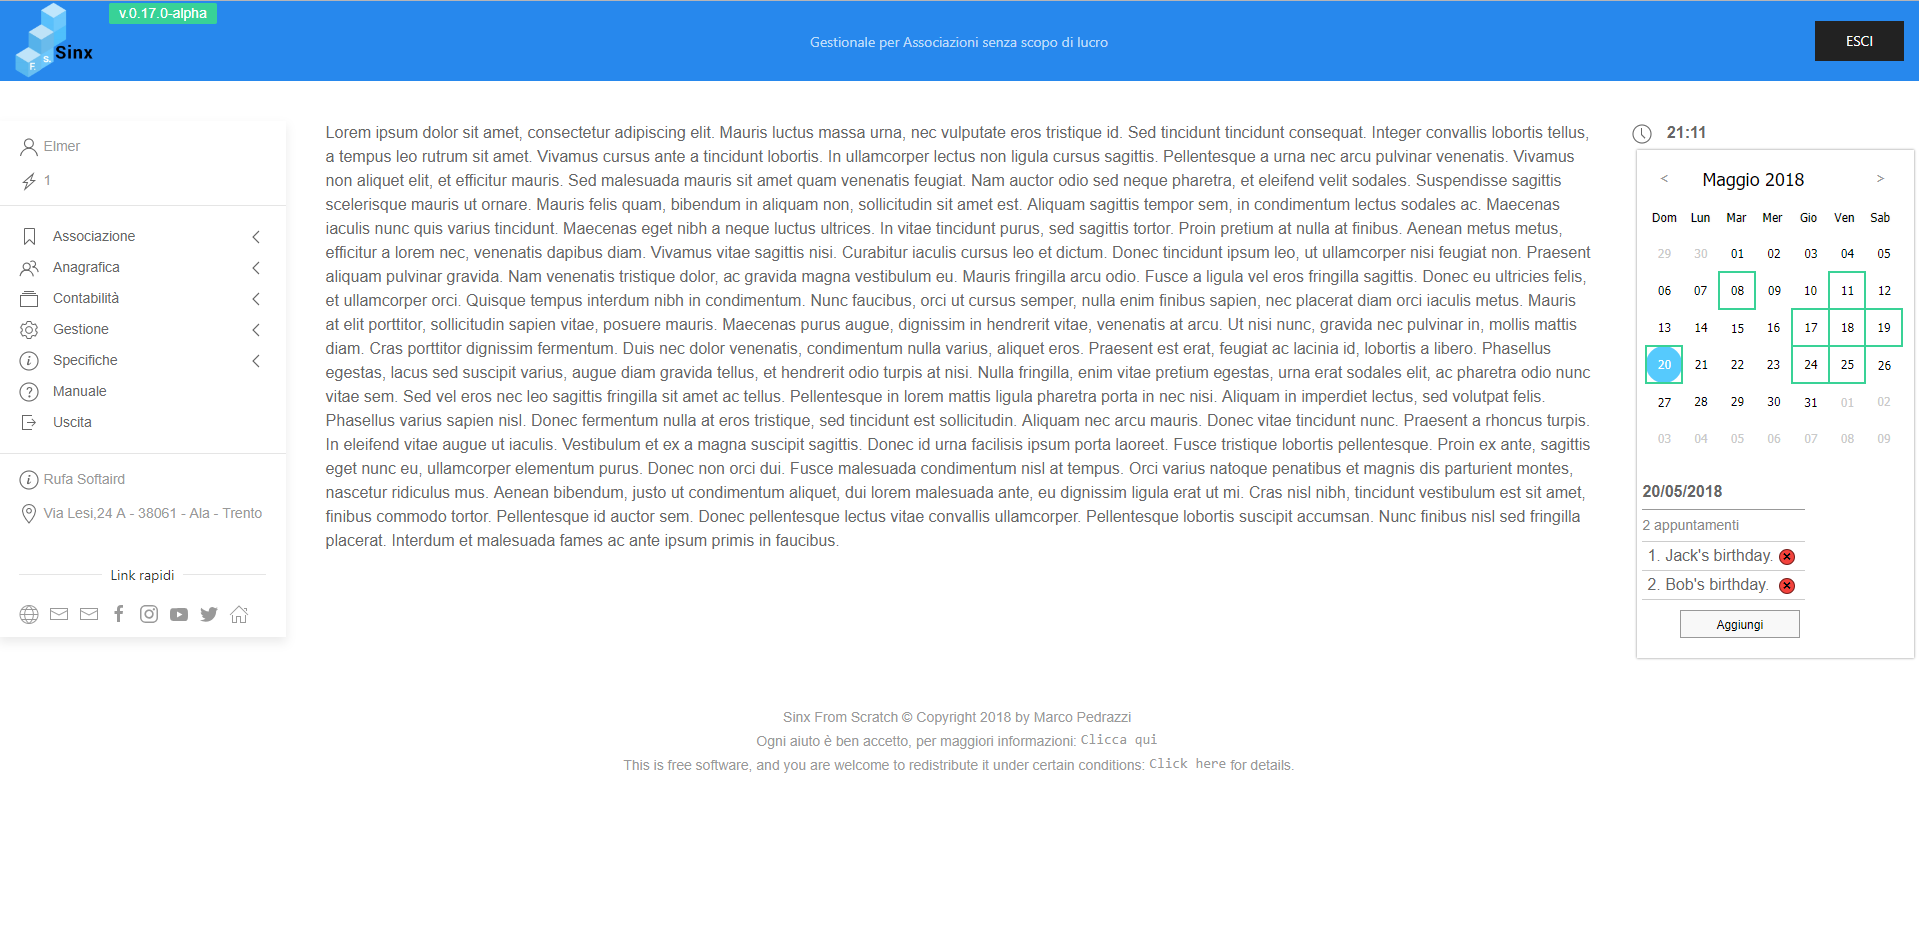 v.0.17.0-alpha
F. S. Sinx
Gestionale per Associazioni senza scopo di lucro
ESCI
Elmer
1
Associazione
Anagrafica
Contabilità
Gestione
Specifiche
Manuale
Uscita
Rufa Softaird
Via Lesi,24 A - 38061 - Ala - Trento
Link rapidi
Lorem ipsum dolor sit amet, consectetur adipiscing elit. Mauris luctus massa urna, nec vulputate eros tristique id. Sed tincidunt tincidunt consequat. Integer convallis lobortis tellus,
a tempus leo rutrum sit amet. Vivamus cursus ante a tincidunt lobortis. In ullamcorper lectus non ligula cursus sagittis. Pellentesque a urna nec arcu pulvinar venenatis. Vivamus
non aliquet elit, et efficitur mauris. Sed malesuada mauris sit amet quam venenatis feugiat. Nam auctor odio sed neque pharetra, et eleifend velit sodales. Suspendisse sagittis
scelerisque mauris ut ornare. Mauris felis quam, bibendum in aliquam non, sollicitudin sit amet est. Aliquam sagittis tempor sem, in condimentum lectus sodales ac. Maecenas
iaculis nunc quis varius tincidunt. Maecenas eget nibh a neque luctus ultrices. In vitae tincidunt purus, sed sagittis tortor. Proin pretium at nulla at finibus. Aenean metus metus,
efficitur a lorem nec, venenatis dapibus diam. Vivamus vitae sagittis nisi. Curabitur iaculis cursus leo et dictum. Donec tincidunt ipsum leo, ut ullamcorper nisi feugiat non. Praesent
aliquam pulvinar gravida. Nam venenatis tristique dolor, ac gravida magna vestibulum eu. Mauris fringilla arcu odio. Fusce a ligula vel eros fringilla sagittis. Donec eu ultricies felis,
et ullamcorper orci. Quisque tempus interdum nibh in condimentum. Nunc faucibus, orci ut cursus semper, nulla enim finibus sapien, nec placerat diam orci iaculis metus. Mauris
at elit porttitor, sollicitudin sapien vitae, posuere mauris. Maecenas purus augue, dignissim in hendrerit vitae, venenatis at arcu. Ut nisi nunc, gravida nec pulvinar in, mollis mattis
diam. Cras porttitor dignissim fermentum. Duis nec dolor venenatis, condimentum nulla varius, aliquet eros. Praesent est erat, feugiat ac lacinia id, lobortis a libero. Phasellus
egestas, lacus sed suscipit varius, augue diam gravida tellus, et hendrerit odio turpis at nisi. Nulla fringilla, enim vitae pretium egestas, urna erat sodales elit, ac pharetra odio nunc
vitae sem. Sed vel eros nec leo sagittis fringilla sit amet ac tellus. Pellentesque in lorem mattis ligula pharetra porta in nec nisi. Aliquam in imperdiet lectus, sed volutpat felis.
Phasellus varius sapien nisl. Donec fermentum nulla at eros tristique, sed tincidunt est sollicitudin. Aliquam nec arcu mauris. Donec vitae tincidunt nunc. Praesent a rhoncus turpis.
In eleifend vitae augue ut iaculis. Vestibulum et ex a magna suscipit sagittis. Donec id urna facilisis ipsum porta laoreet. Fusce tristique lobortis pellentesque. Proin ex ante, sagittis
eget nunc eu, ullamcorper elementum purus. Donec non orci dui. Fusce malesuada condimentum nisl at tempus. Orci varius natoque penatibus et magnis dis parturient montes,
nascetur ridiculus mus. Aenean bibendum, justo ut condimentum aliquet, dui lorem malesuada ante, eu dignissim ligula erat ut mi. Cras nisl nibh, tincidunt vestibulum est sit amet,
finibus commodo tortor. Pellentesque id auctor sem. Donec pellentesque lectus vitae convallis ullamcorper. Pellentesque lobortis suscipit accumsan. Nunc finibus nisl sed fringilla
placerat. Interdum et malesuada fames ac ante ipsum primis in faucibus.
21:11
< Maggio 2018 >
Dom Lun Mar Mer Gio Ven Sab
29 30 01 02 03 04 05
06 07 08 09 10 11 12
13 14 15 16 17 18 19
20 21 22 23 24 25 26
27 28 29 30 31 01 02
03 04 05 06 07 08 09
20/05/2018
2 appuntamenti
1. Jack's birthday.
2. Bob's birthday.
Aggiungi
Sinx From Scratch © Copyright 2018 by Marco Pedrazzi
Ogni aiuto è ben accetto, per maggiori informazioni: Clicca qui
This is free software, and you are welcome to redistribute it under certain conditions: Click here for details.